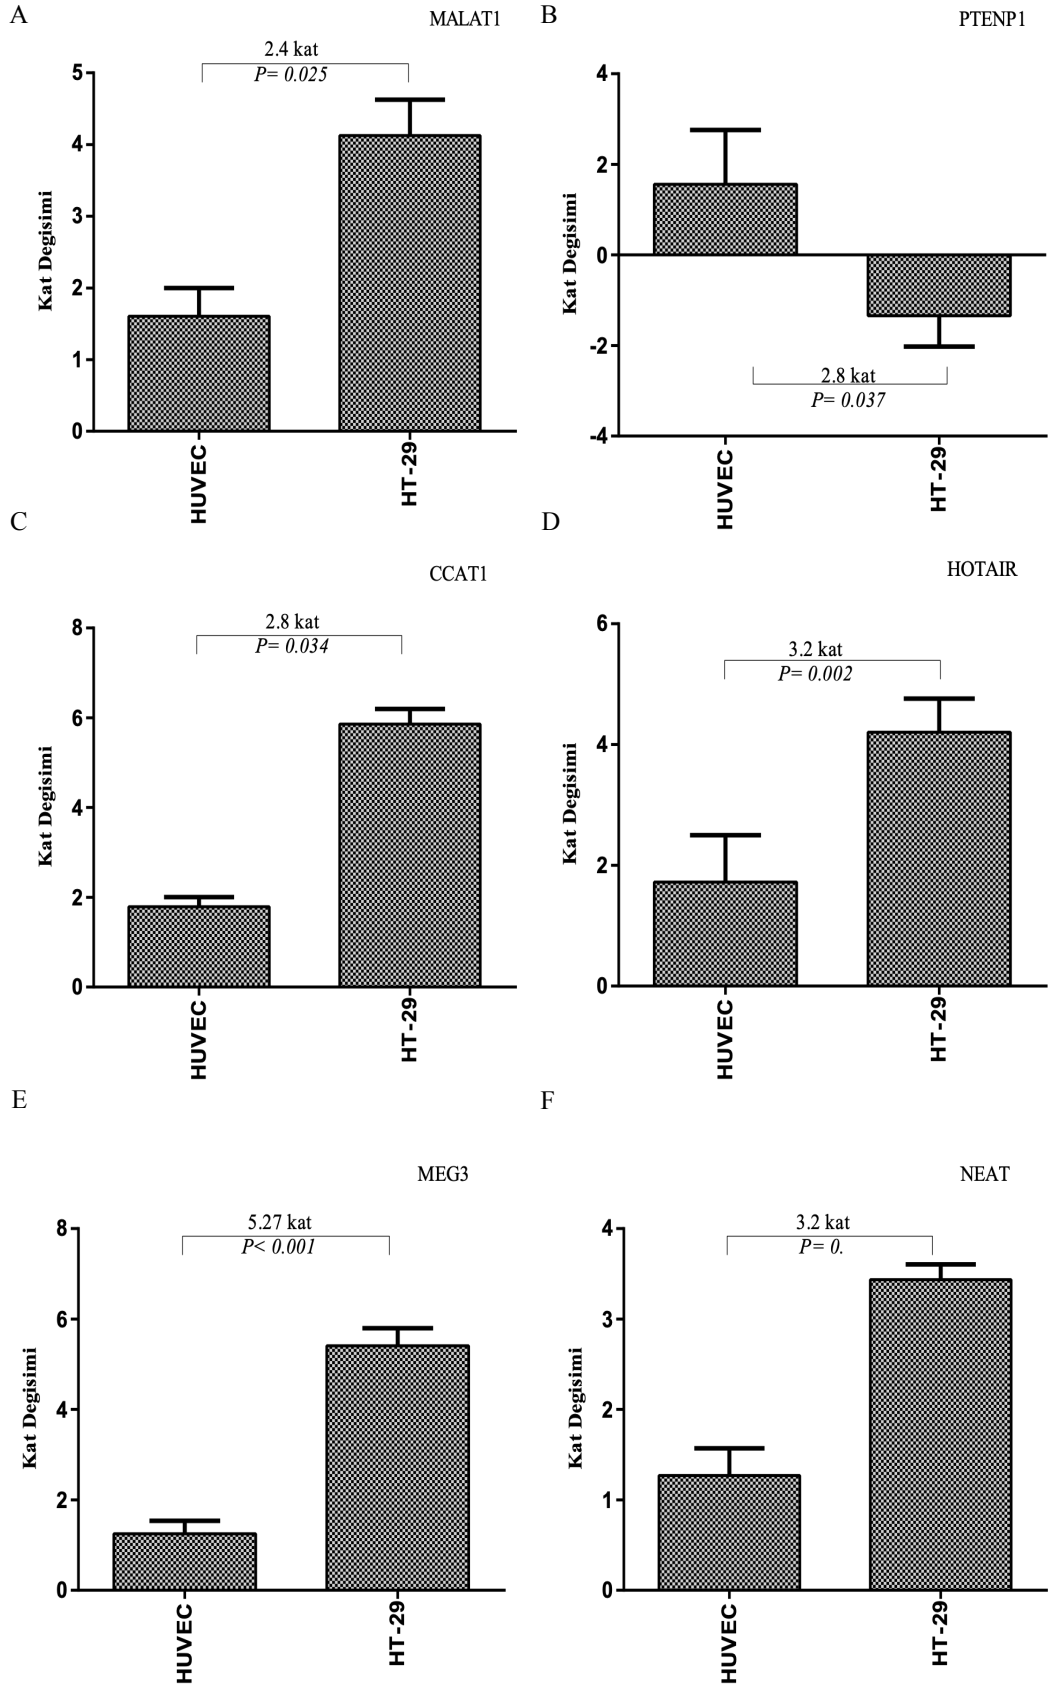 A
MALAT1
2.4 kat
P= 0.025
5
4
3
2
1
0
Kat Degisimi
HUVEC
HT-29
B
PTENP1
4
2
0
-2
-4
Kat Degisimi
2.8 kat
P= 0.037
HUVEC
HT-29
C
CCAT1
2.8 kat
P= 0.034
8
6
4
2
0
Kat Degisimi
HUVEC
HT-29
D
HOTAIR
3.2 kat
P= 0.002
6
4
2
0
Kat Degisimi
HUVEC
HT-29
E
MEG3
5.27 kat
P< 0.001
8
6
4
2
0
Kat Degisimi
HUVEC
HT-29
F
NEAT
3.2 kat
P= 0.
4
3
2
1
0
Kat Degisimi
HUVEC
HT-29